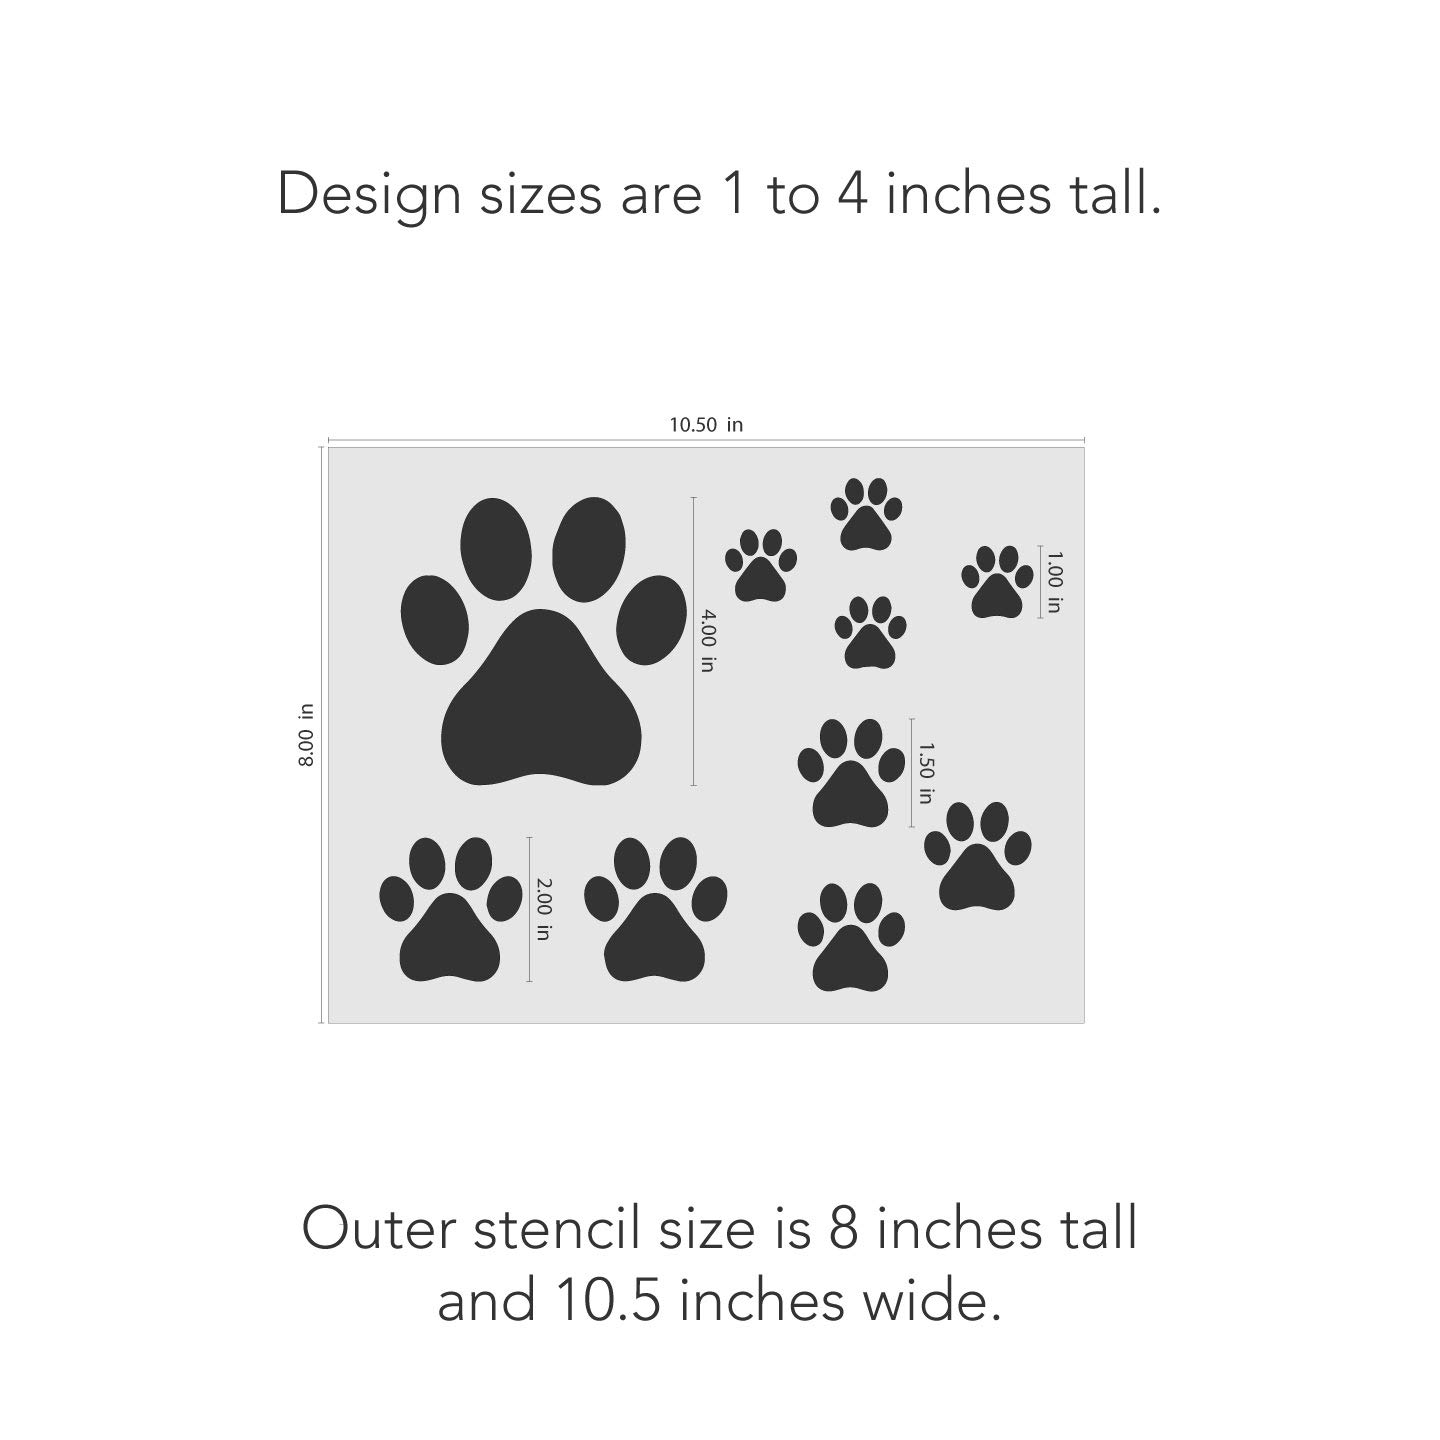 Design sizes are 1 to 4 inches tall.
10.50 in
8.00 in
4.00 in
1.00 in
1.50 in
2.00 in
Outer stencil size is 8 inches tall
and 10.5 inches wide.